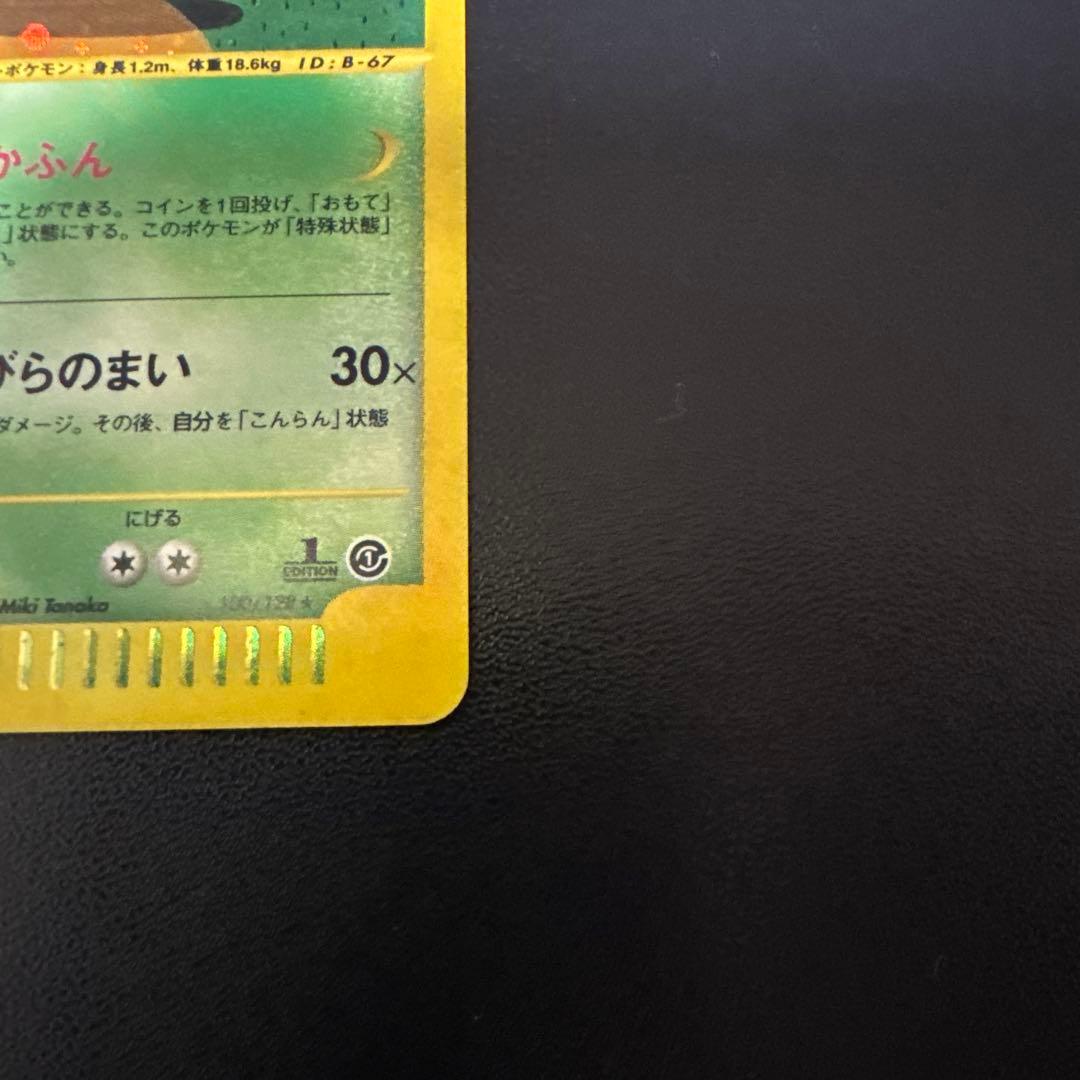 ポケモン：身長1.2m、体重18.6kg ID：B-67
かふん
ことができる。コインを1回投げ、「おもて」
」状態にする。このポケモンが「特殊状態」
い。
びらのまい 30×
ダメージ。その後、自分を「こんらん」状態
にげる
1
EDITION
1
Miki Tanaka
/128 ★